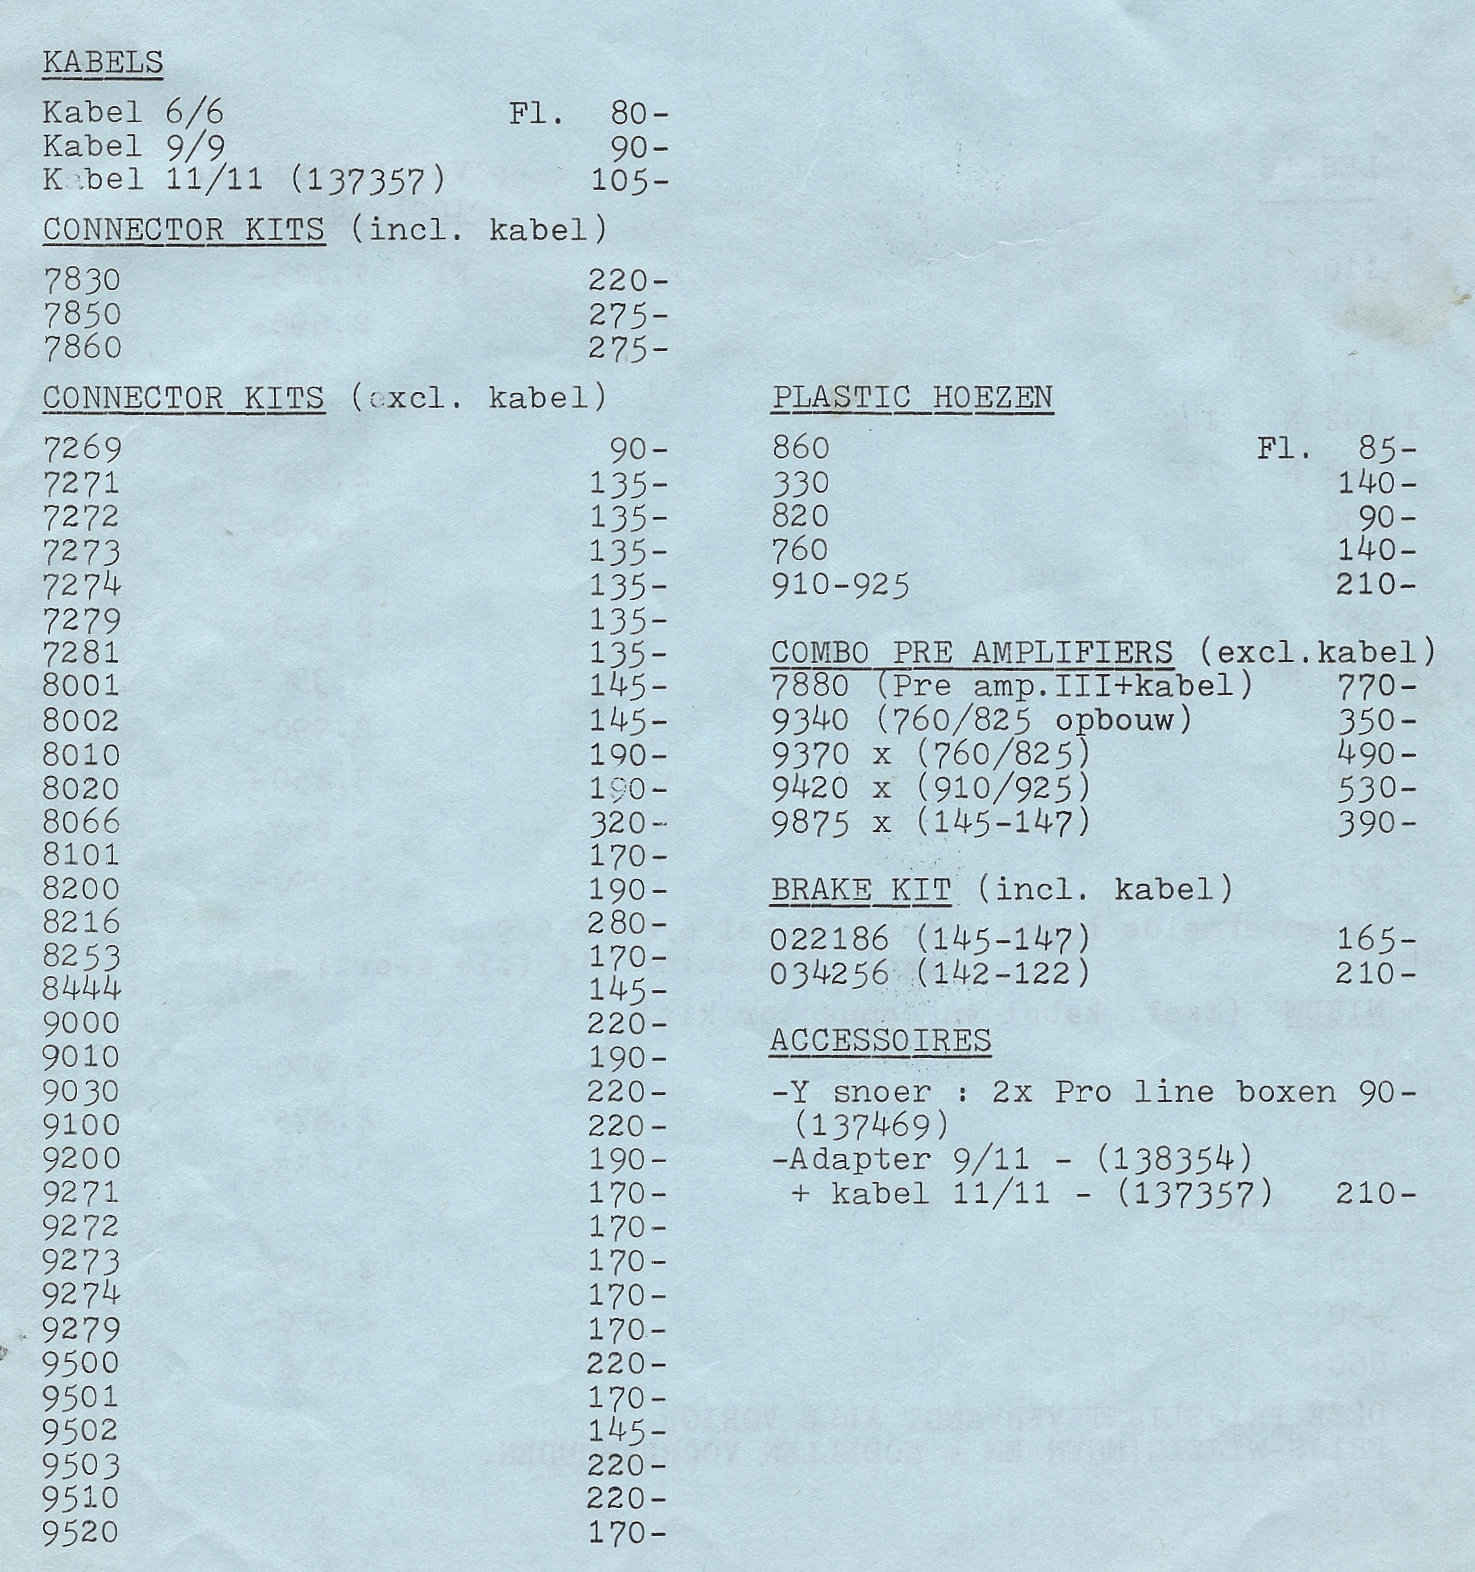 KABELS
Kabel 6/6 Fl. 80-
Kabel 9/9 90-
Kabel 11/11 (137357) 105-
CONNECTOR KITS (incl. kabel)
7830 220-
7850 275-
7860 275-
CONNECTOR KITS (excl. kabel)
7269 90-
7271 135-
7272 135-
7273 135-
7274 135-
7279 135-
7281 135-
8001 145-
8002 145-
8010 190-
8020 190-
8066 320-
8101 170-
8200 190-
8216 280-
8253 170-
8444 145-
9000 220-
9010 190-
9030 220-
9100 220-
9200 190-
9271 170-
9272 170-
9273 170-
9274 170-
9279 170-
9500 220-
9501 170-
9502 145-
9503 220-
9510 220-
9520 170-
PLASTIC HOEZEN
860 Fl. 85-
330 140-
820 90-
760 140-
910-925 210-
COMBO PRE AMPLIFIERS (excl.kabel)
7880 (Pre amp.III+kabel) 770-
9340 (760/825 opbouw) 350-
9370 x (760/825) 490-
9420 x (910/925) 530-
9875 x (145-147) 390-
BRAKE KIT (incl. kabel)
022186 (145-147) 165-
034256 (142-122) 210-
ACCESSOIRES
-Y snoer : 2x Pro line boxen 90-
(137469)
-Adapter 9/11 - (138354)
+ kabel 11/11 - (137357) 210-